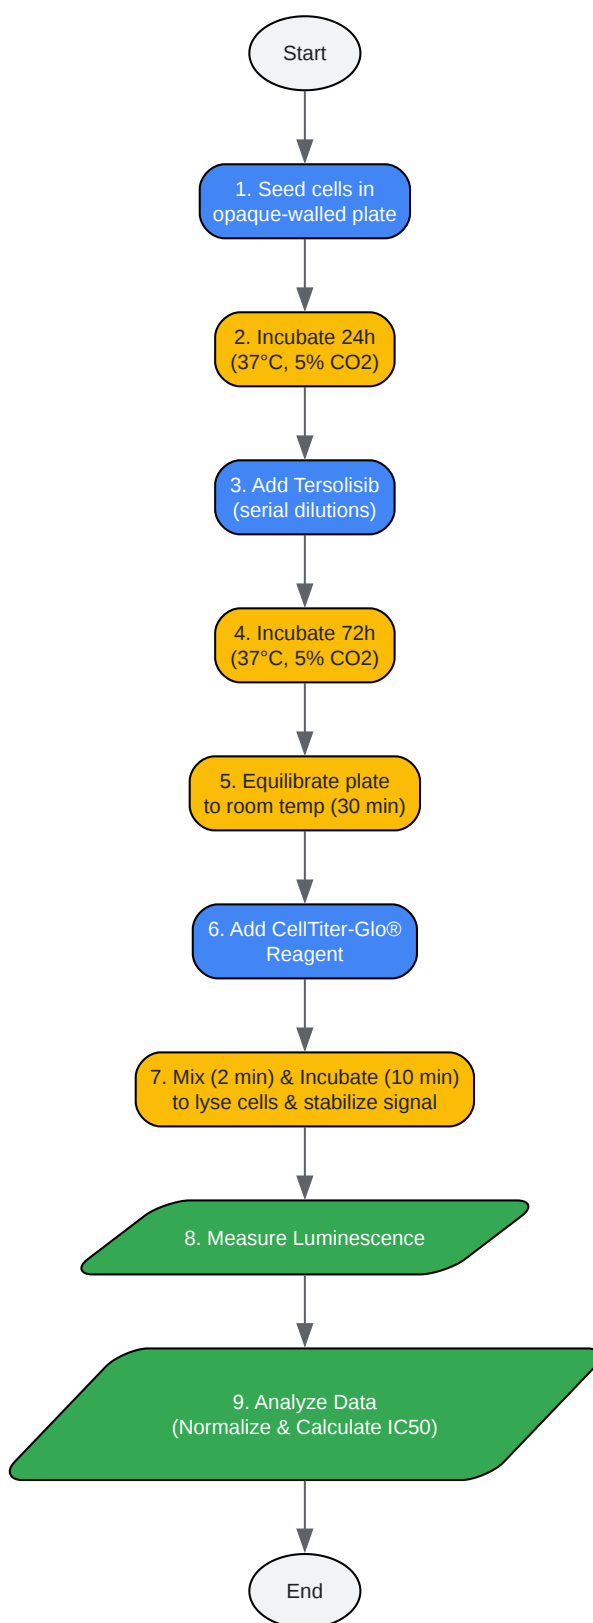 Start
1. Seed cells in
opaque-walled plate
2. Incubate 24h
(37°C, 5% CO2)
3. Add Tersolisib
(serial dilutions)
4. Incubate 72h
(37°C, 5% CO2)
5. Equilibrate plate
to room temp (30 min)
6. Add CellTiter-Glo®
Reagent
7. Mix (2 min) & Incubate (10 min)
to lyse cells & stabilize signal
8. Measure Luminescence
9. Analyze Data
(Normalize & Calculate IC50)
End